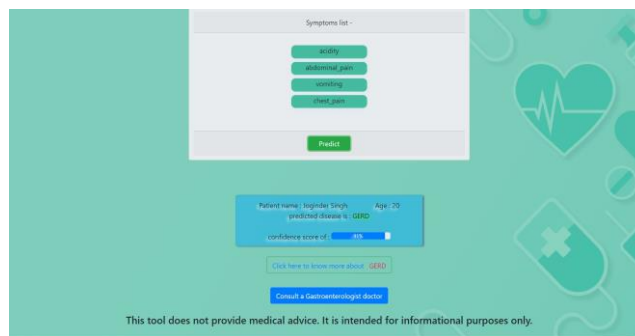 Symptoms list -
acidity
abdominal_pain
vomiting
chest_pain
Predict
Patient name : Joginder Singh Age : 20
predicted disease is : GERD
confidence score of :
Click here to know more about : GERD
Consult a Gastroenterologist doctor
This tool does not provide medical advice. It is intended for informational purposes only.